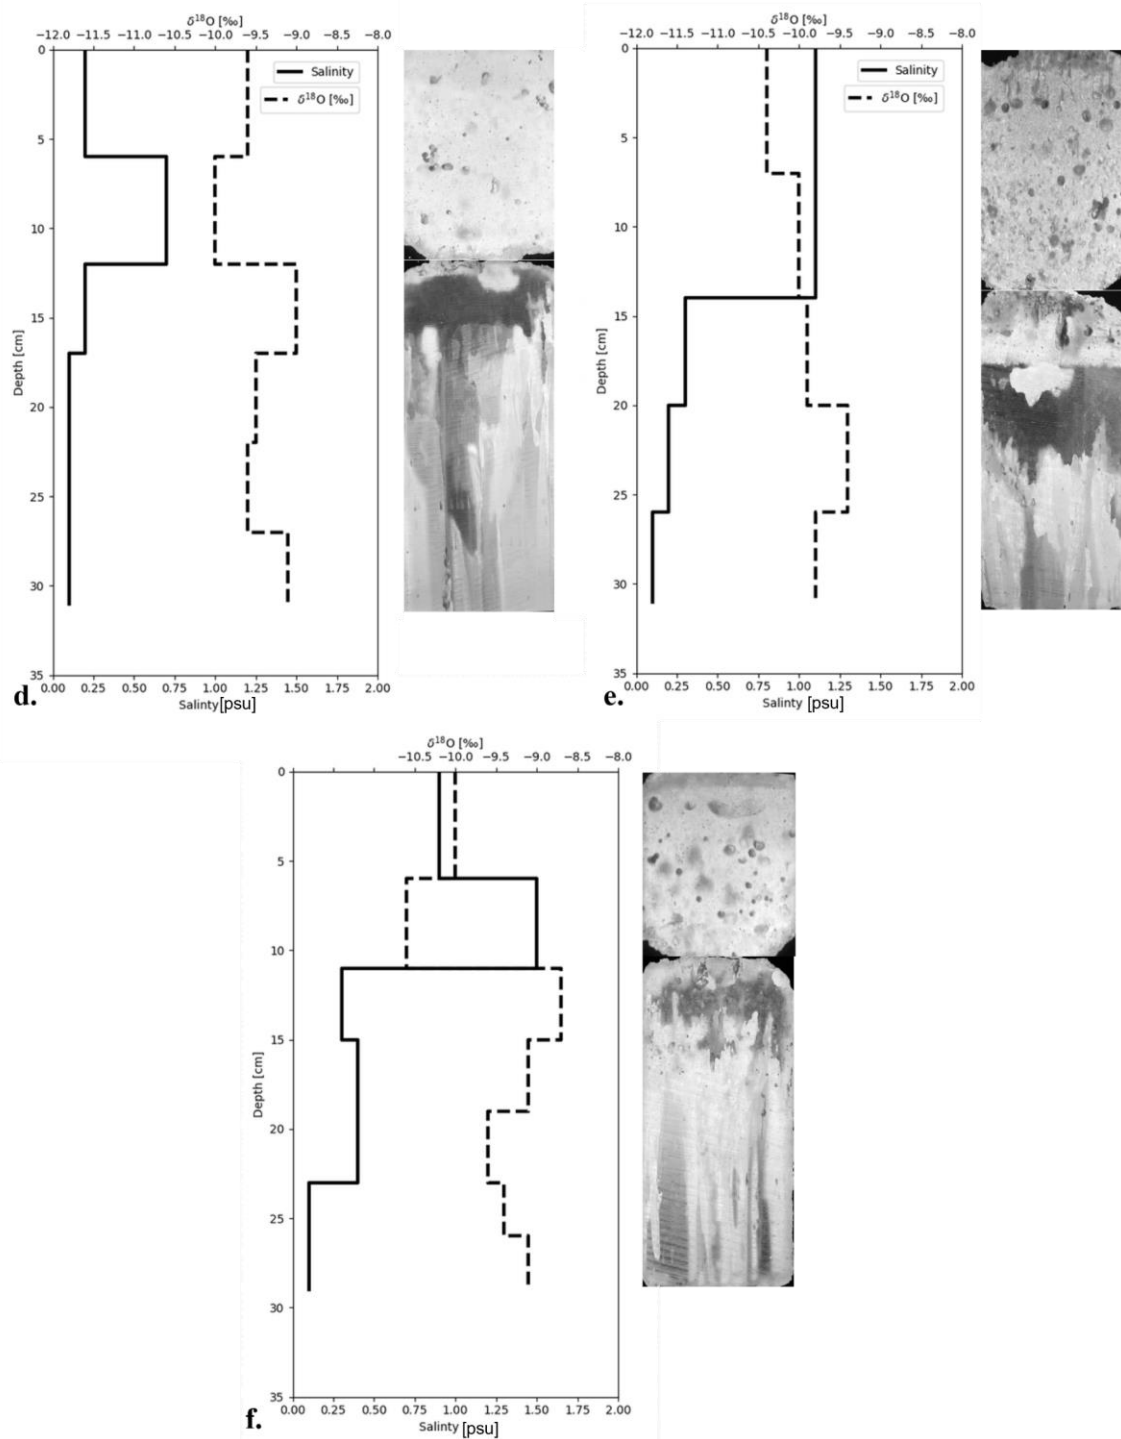 δ¹⁸O [‰]
−12.0 −11.5 −11.0 −10.5 −10.0 −9.5 −9.0 −8.5 −8.0
Salinity
δ¹⁸O [‰]
0
5
10
15
20
25
30
35
Depth [cm]
0.00 0.25 0.50 0.75 1.00 1.25 1.50 1.75 2.00
Salinty[psu]
d.
δ¹⁸O [‰]
−12.0 −11.5 −11.0 −10.5 −10.0 −9.5 −9.0 −8.5 −8.0
Salinity
δ¹⁸O [‰]
0
5
10
15
20
25
30
35
Depth [cm]
0.00 0.25 0.50 0.75 1.00 1.25 1.50 1.75 2.00
Salinty [psu]
e.
δ¹⁸O [‰]
−10.5 −10.0 −9.5 −9.0 −8.5 −8.0
0
5
10
15
20
25
30
35
Depth [cm]
0.00 0.25 0.50 0.75 1.00 1.25 1.50 1.75 2.00
Salinty [psu]
f.